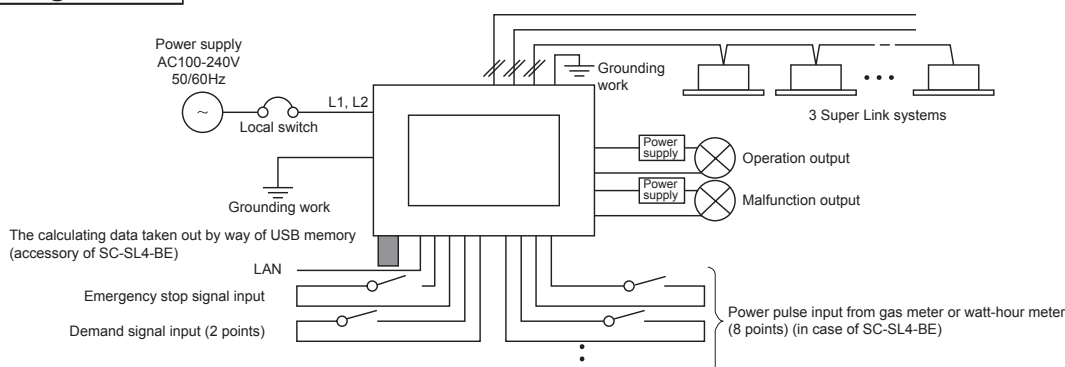 Power supply
AC100-240V
50/60Hz
~
L1, L2
Local switch
Grounding work
Grounding
work
3 Super Link systems
Power
supply
Operation output
Power
supply
Malfunction output
The calculating data taken out by way of USB memory
(accessory of SC-SL4-BE)
LAN
Emergency stop signal input
Demand signal input (2 points)
Power pulse input from gas meter or watt-hour meter
(8 points) (in case of SC-SL4-BE)